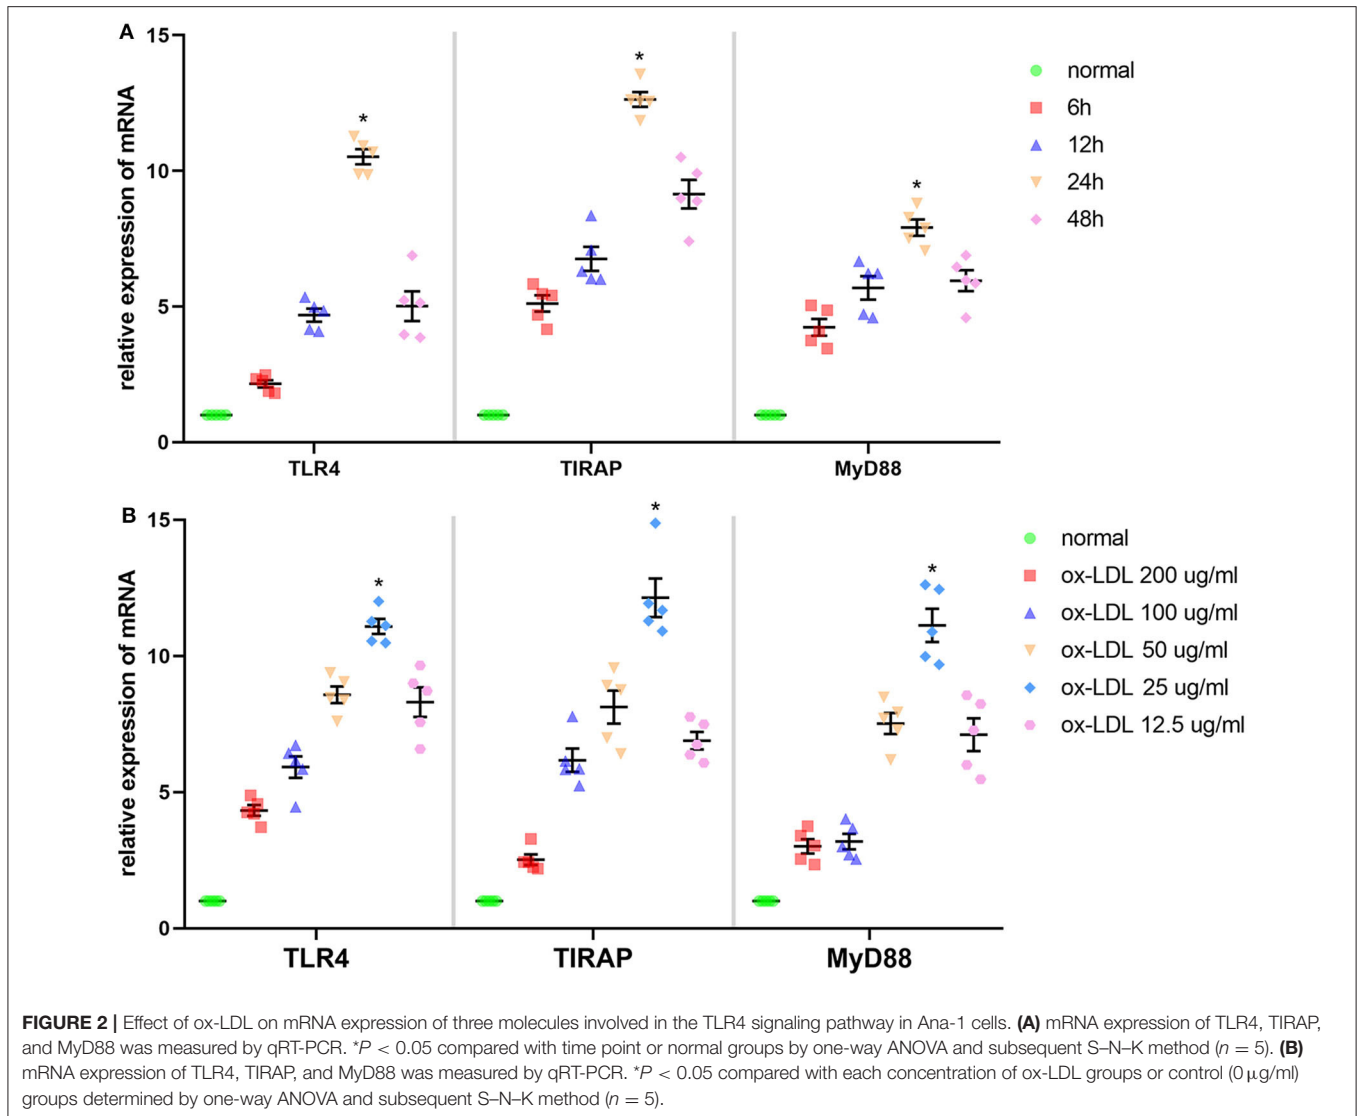 A
15
10
5
0
relative expression of mRNA
*
*
*
TLR4
TIRAP
MyD88
normal
6h
12h
24h
48h
B
15
10
5
0
relative expression of mRNA
*
*
*
TLR4
TIRAP
MyD88
normal
ox-LDL 200 ug/ml
ox-LDL 100 ug/ml
ox-LDL 50 ug/ml
ox-LDL 25 ug/ml
ox-LDL 12.5 ug/ml
FIGURE 2 | Effect of ox-LDL on mRNA expression of three molecules involved in the TLR4 signaling pathway in Ana-1 cells. (A) mRNA expression of TLR4, TIRAP,
and MyD88 was measured by qRT-PCR. *P < 0.05 compared with time point or normal groups by one-way ANOVA and subsequent S–N–K method (n = 5). (B)
mRNA expression of TLR4, TIRAP, and MyD88 was measured by qRT-PCR. *P < 0.05 compared with each concentration of ox-LDL groups or control (0 μg/ml)
groups determined by one-way ANOVA and subsequent S–N–K method (n = 5).